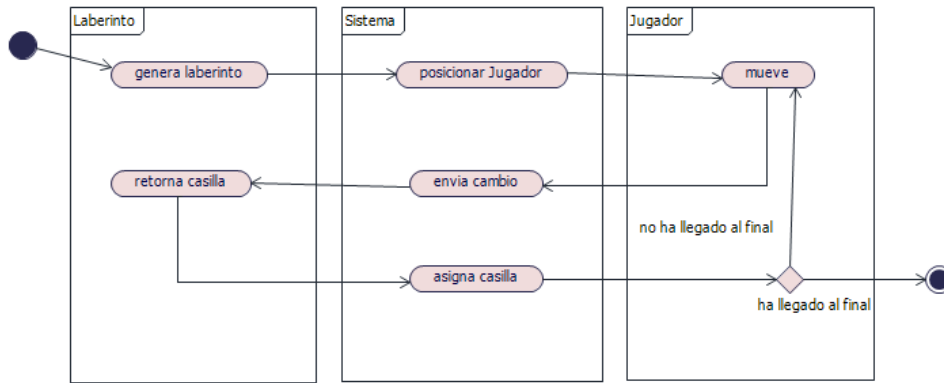 Laberinto
Sistema
Jugador
genera laberinto
posicionar Jugador
mueve
retorna casilla
envia cambio
no ha llegado al final
asigna casilla
ha llegado al final